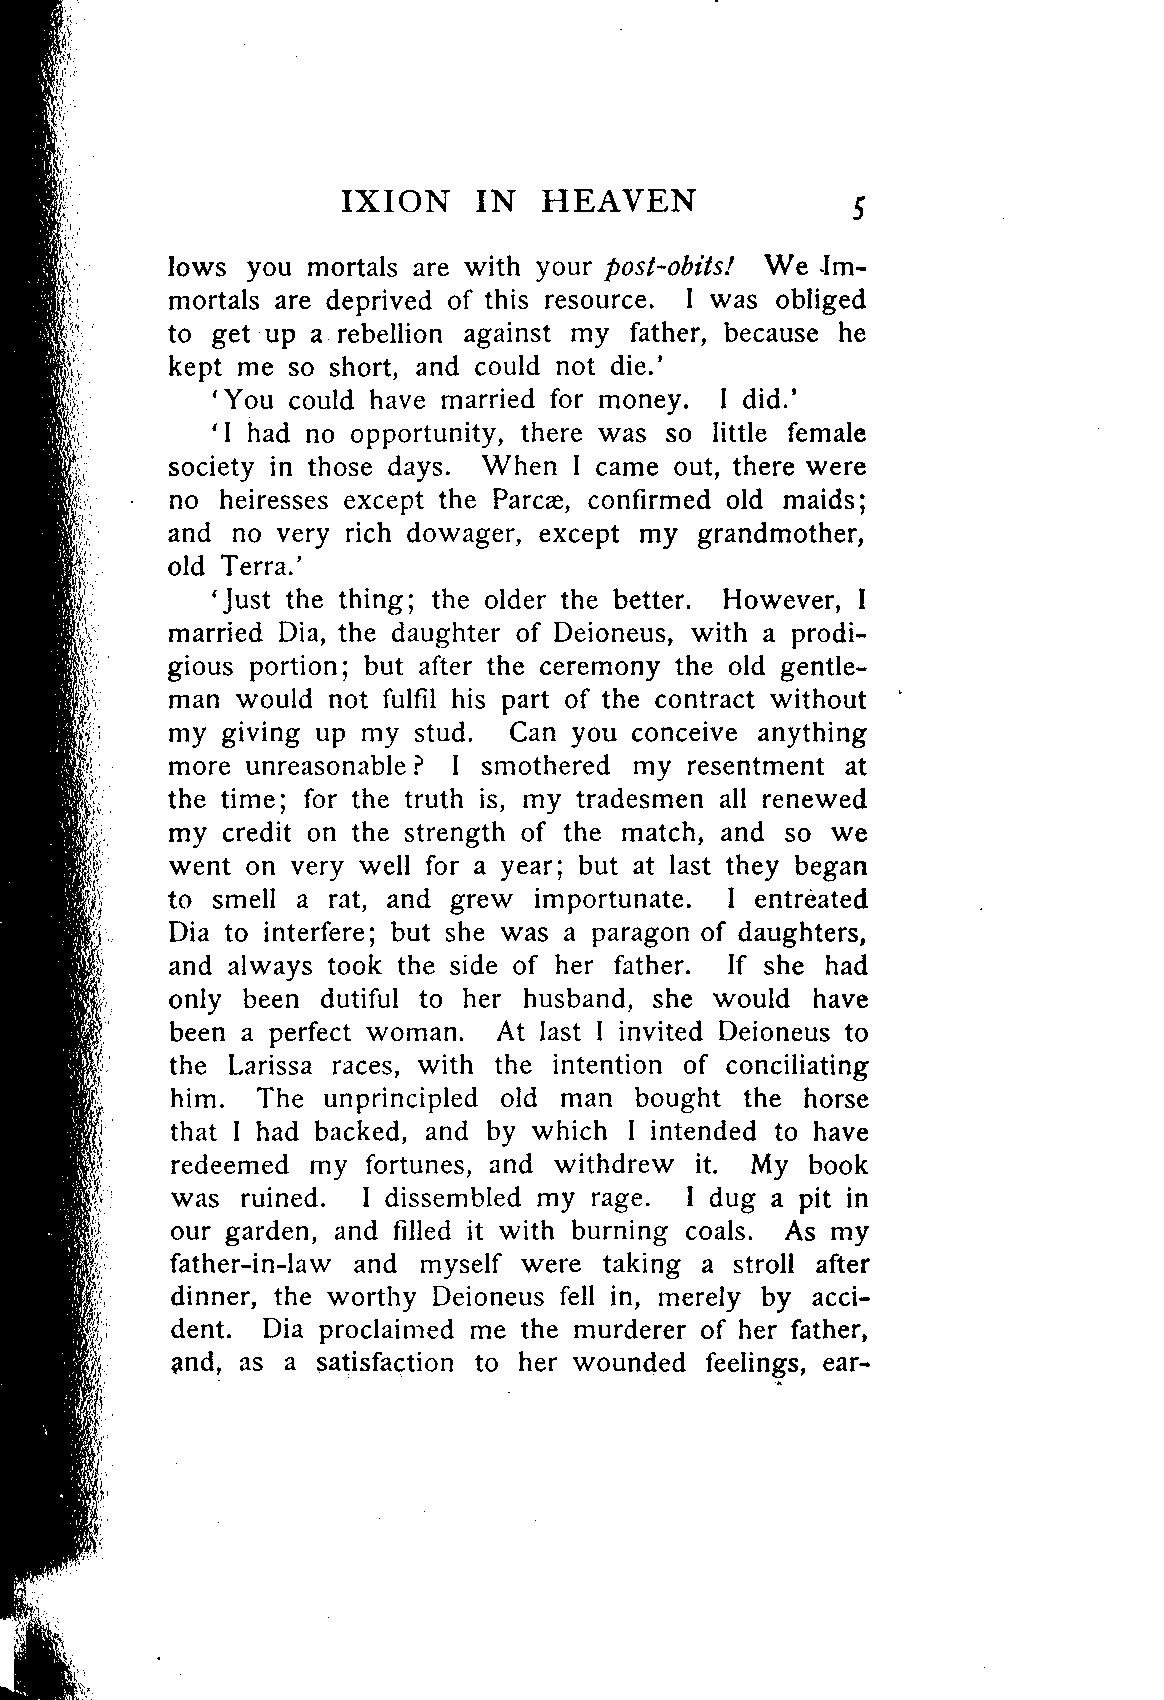 IXION IN HEAVEN 5
lows you mortals are with your post-obits! We Im-
mortals are deprived of this resource. I was obliged
to get up a rebellion against my father, because he
kept me so short, and could not die.'
'You could have married for money. I did.'
'I had no opportunity, there was so little female
society in those days. When I came out, there were
no heiresses except the Parcæ, confirmed old maids;
and no very rich dowager, except my grandmother,
old Terra.'
'Just the thing; the older the better. However, I
married Dia, the daughter of Deioneus, with a prodi-
gious portion; but after the ceremony the old gentle-
man would not fulfil his part of the contract without
my giving up my stud. Can you conceive anything
more unreasonable? I smothered my resentment at
the time; for the truth is, my tradesmen all renewed
my credit on the strength of the match, and so we
went on very well for a year; but at last they began
to smell a rat, and grew importunate. I entreated
Dia to interfere; but she was a paragon of daughters,
and always took the side of her father. If she had
only been dutiful to her husband, she would have
been a perfect woman. At last I invited Deioneus to
the Larissa races, with the intention of conciliating
him. The unprincipled old man bought the horse
that I had backed, and by which I intended to have
redeemed my fortunes, and withdrew it. My book
was ruined. I dissembled my rage. I dug a pit in
our garden, and filled it with burning coals. As my
father-in-law and myself were taking a stroll after
dinner, the worthy Deioneus fell in, merely by acci-
dent. Dia proclaimed me the murderer of her father,
and, as a satisfaction to her wounded feelings, ear-